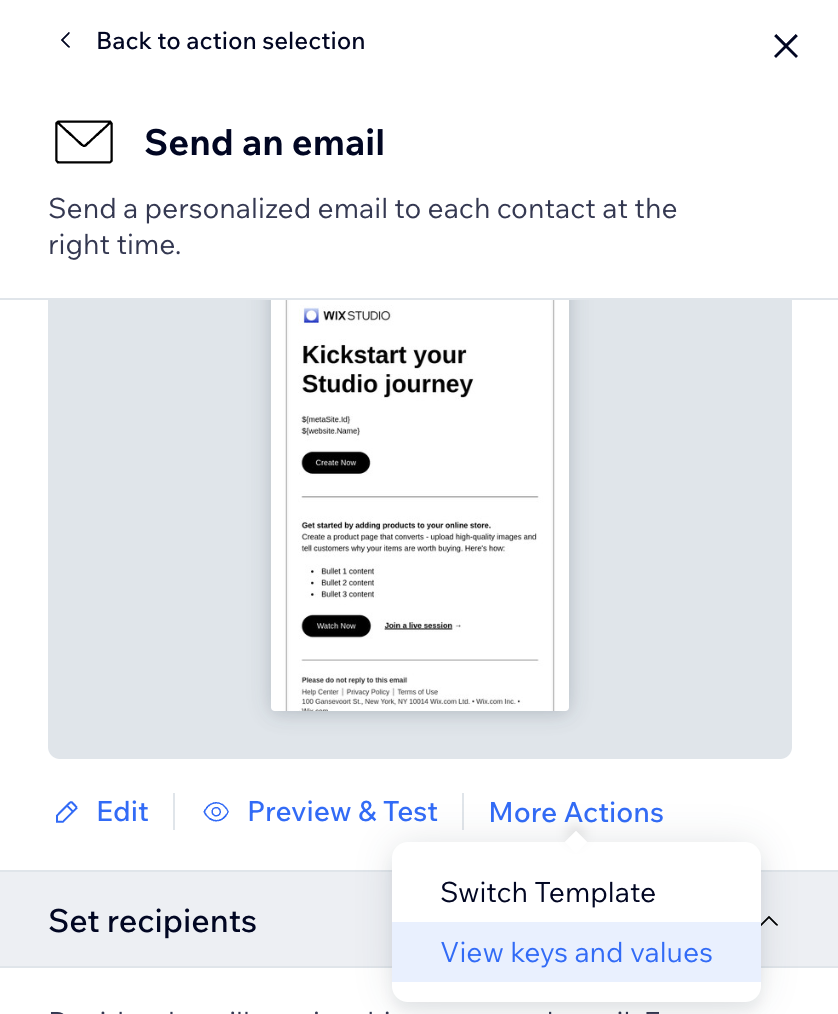 Back to action selection
Send an email
Send a personalized email to each contact at the
right time.
WIX STUDIO
Kickstart your
Studio journey
${metaSite.Id}
${website.Name}
Create Now
Get started by adding products to your online store.
Create a product page that converts - upload high-quality images and
tell customers why your items are worth buying. Here's how:
• Bullet 1 content
• Bullet 2 content
• Bullet 3 content
Watch Now Join a live session →
Please do not reply to this email
Help Center | Privacy Policy | Terms of Use
100 Gansevoort St., New York, NY 10014 Wix.com Ltd. • Wix.com Inc. •
Wix.com
Edit
Preview & Test
More Actions
Switch Template
View keys and values
Set recipients